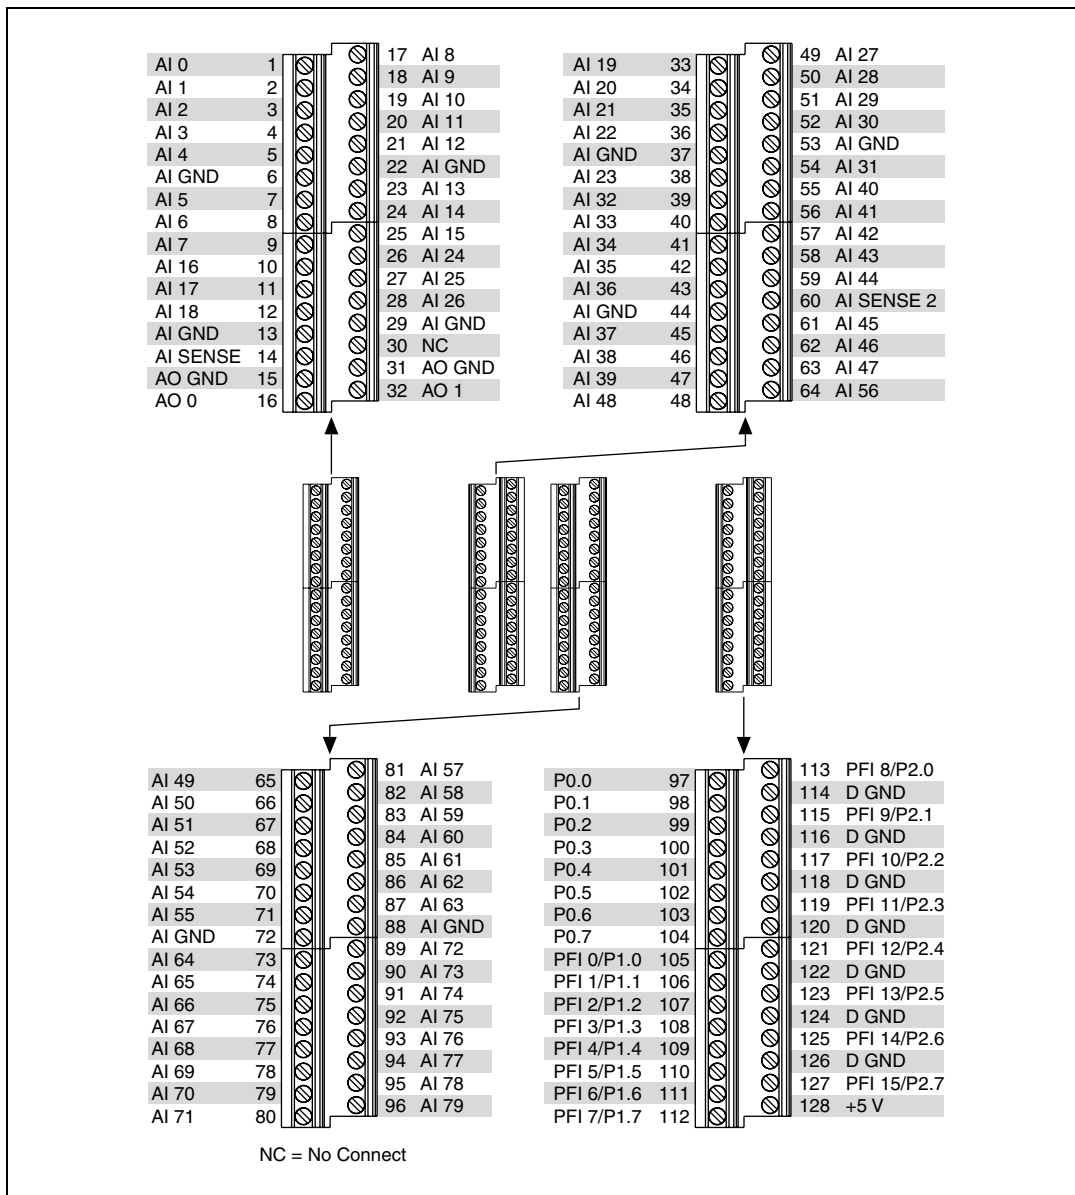 AI 0 1
AI 1 2
AI 2 3
AI 3 4
AI 4 5
AI GND 6
AI 5 7
AI 6 8
AI 7 9
AI 16 10
AI 17 11
AI 18 12
AI GND 13
AI SENSE 14
AO GND 15
AO 0 16
17 AI 8
18 AI 9
19 AI 10
20 AI 11
21 AI 12
22 AI GND
23 AI 13
24 AI 14
25 AI 15
26 AI 24
27 AI 25
28 AI 26
29 AI GND
30 NC
31 AO GND
32 AO 1
AI 19 33
AI 20 34
AI 21 35
AI 22 36
AI GND 37
AI 23 38
AI 32 39
AI 33 40
AI 34 41
AI 35 42
AI 36 43
AI GND 44
AI 37 45
AI 38 46
AI 39 47
AI 48 48
49 AI 27
50 AI 28
51 AI 29
52 AI 30
53 AI GND
54 AI 31
55 AI 40
56 AI 41
57 AI 42
58 AI 43
59 AI 44
60 AI SENSE 2
61 AI 45
62 AI 46
63 AI 47
64 AI 56
AI 49 65
AI 50 66
AI 51 67
AI 52 68
AI 53 69
AI 54 70
AI 55 71
AI GND 72
AI 64 73
AI 65 74
AI 66 75
AI 67 76
AI 68 77
AI 69 78
AI 70 79
AI 71 80
81 AI 57
82 AI 58
83 AI 59
84 AI 60
85 AI 61
86 AI 62
87 AI 63
88 AI GND
89 AI 72
90 AI 73
91 AI 74
92 AI 75
93 AI 76
94 AI 77
95 AI 78
96 AI 79
P0.0 97
P0.1 98
P0.2 99
P0.3 100
P0.4 101
P0.5 102
P0.6 103
P0.7 104
PFI 0/P1.0 105
PFI 1/P1.1 106
PFI 2/P1.2 107
PFI 3/P1.3 108
PFI 4/P1.4 109
PFI 5/P1.5 110
PFI 6/P1.6 111
PFI 7/P1.7 112
113 PFI 8/P2.0
114 D GND
115 PFI 9/P2.1
116 D GND
117 PFI 10/P2.2
118 D GND
119 PFI 11/P2.3
120 D GND
121 PFI 12/P2.4
122 D GND
123 PFI 13/P2.5
124 D GND
125 PFI 14/P2.6
126 D GND
127 PFI 15/P2.7
128 +5 V
NC = No Connect